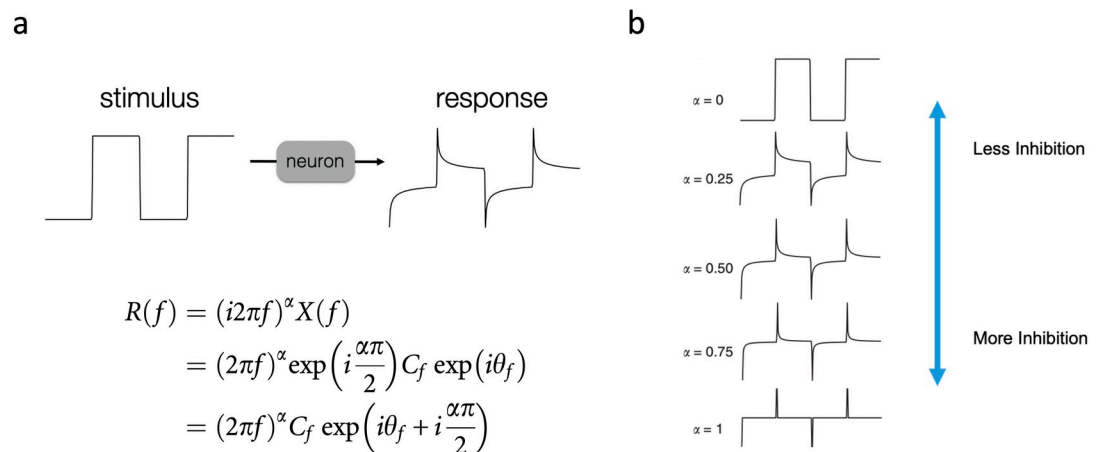 a
stimulus
neuron
response
R(f) = (i2πf)^α X(f)
= (2πf)^α exp(i απ/2) C_f exp(iθ_f)
= (2πf)^α C_f exp(iθ_f + i απ/2)
b
α = 0
Less Inhibition
α = 0.25
α = 0.50
More Inhibition
α = 0.75
α = 1